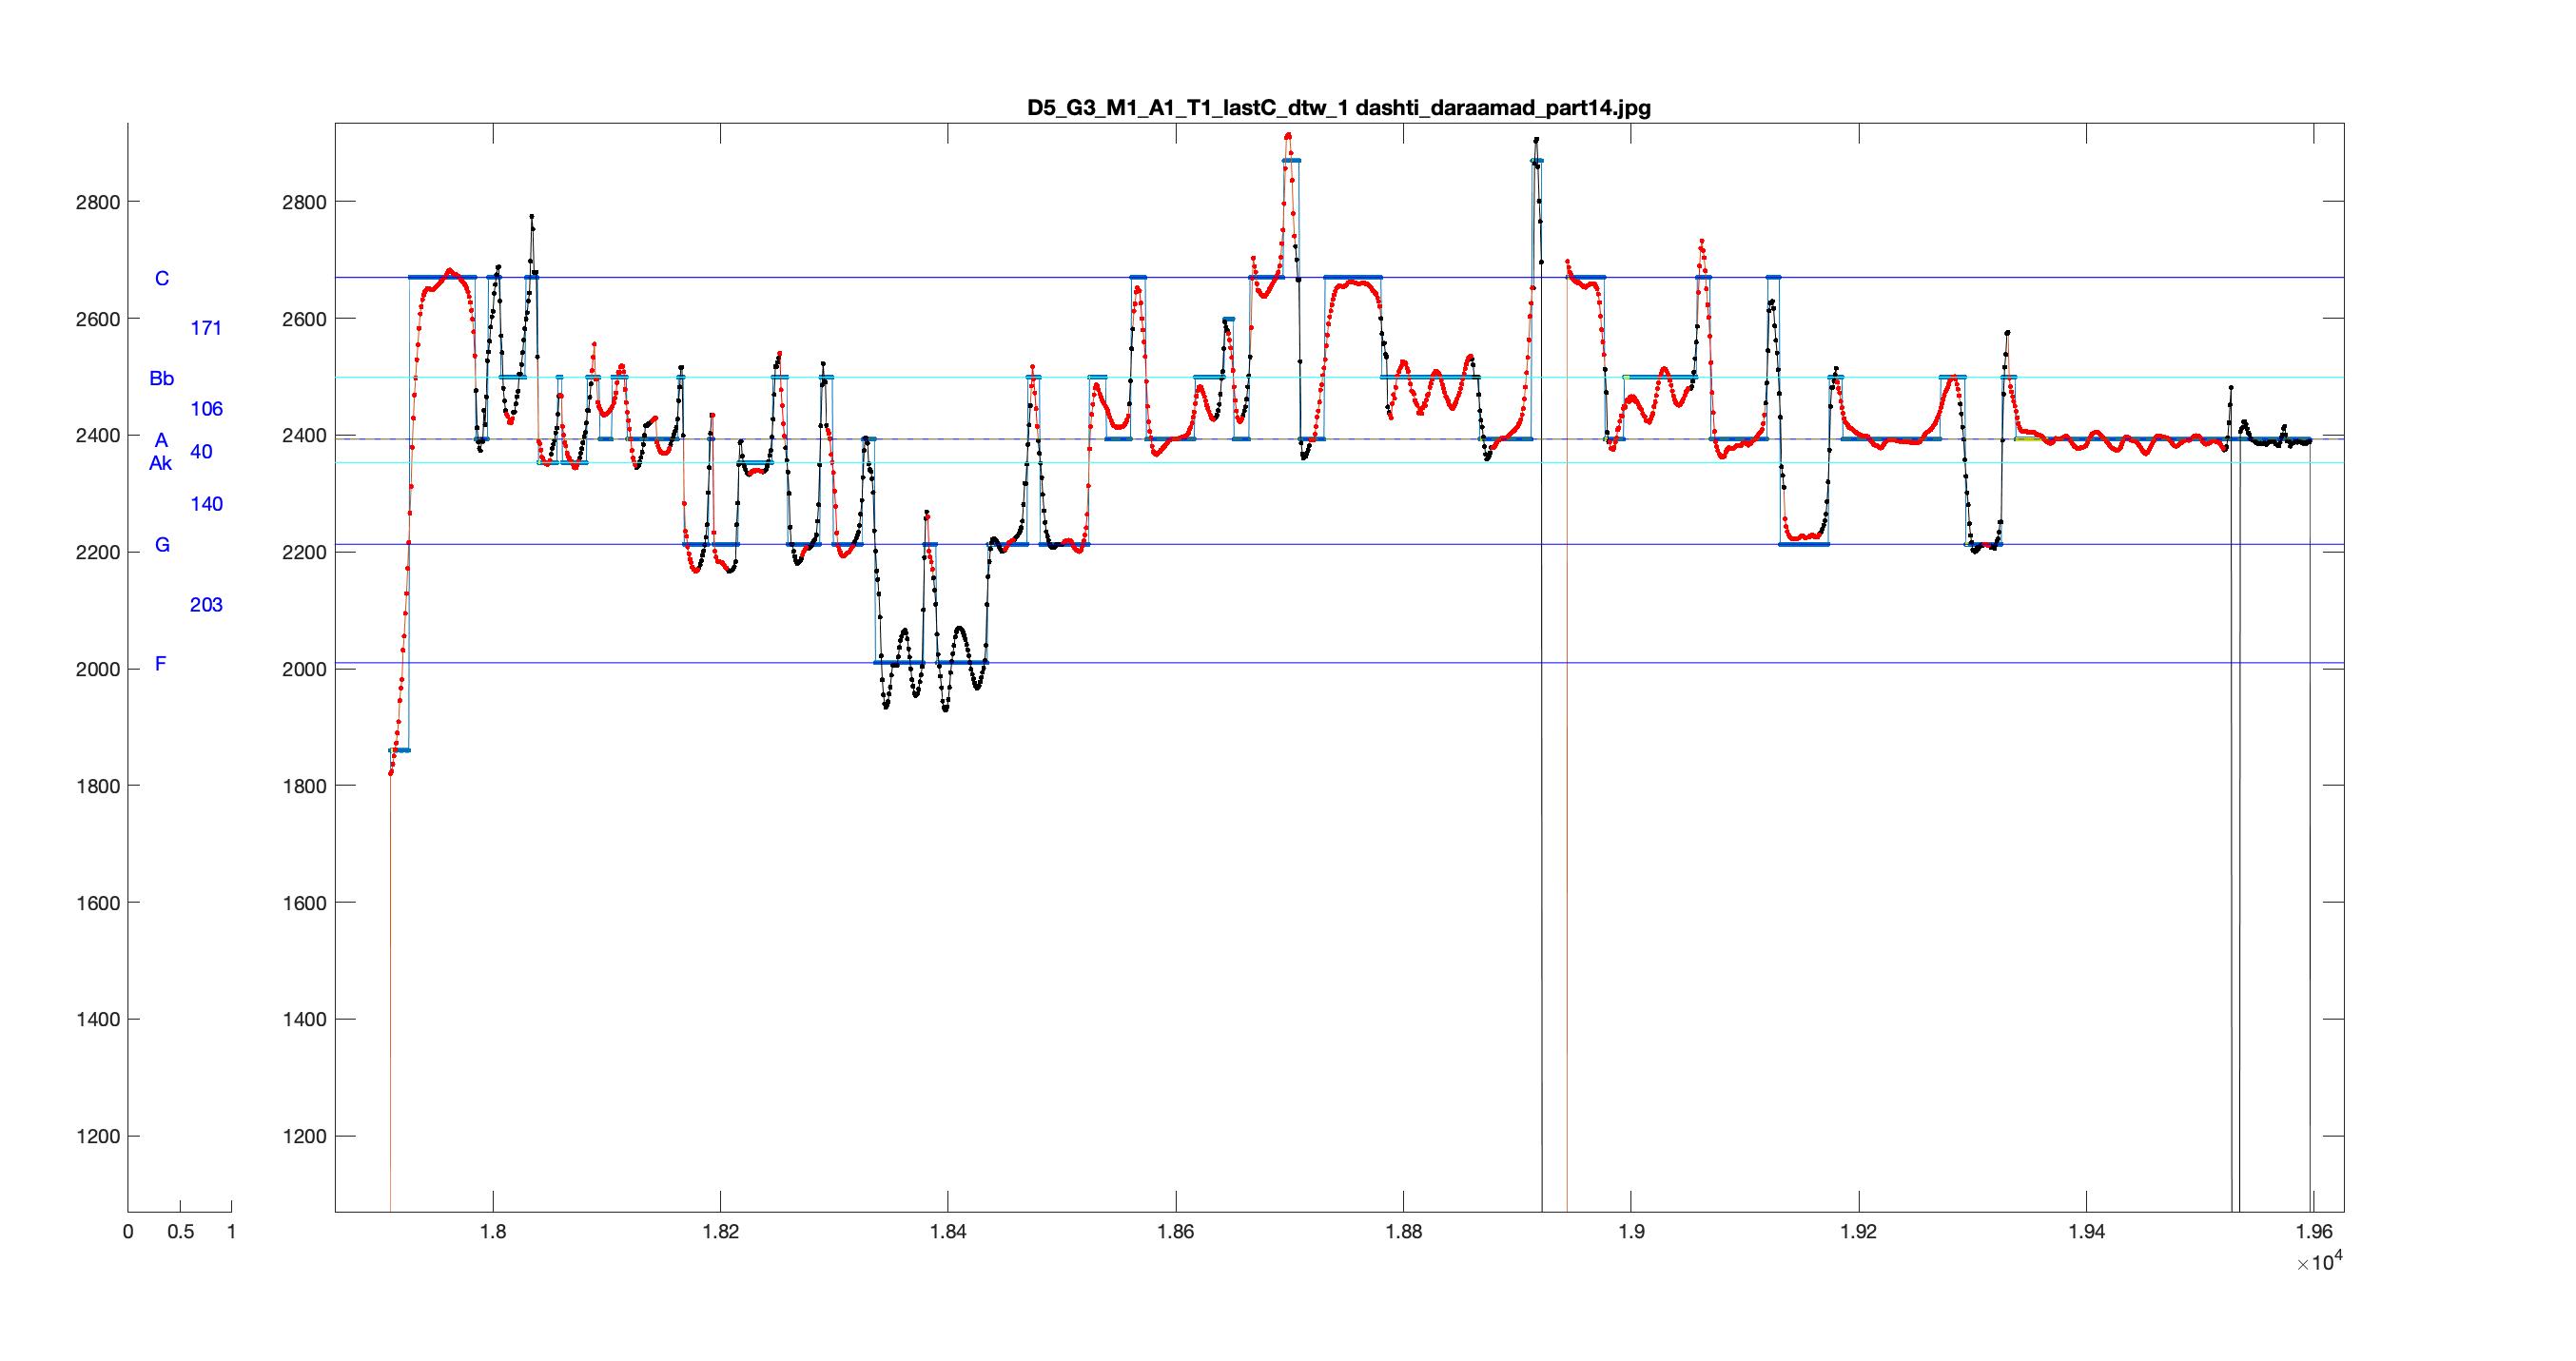 D5_G3_M1_A1_T1_lastC_dtw_1 dashti_daraamad_part14.jpg
2800 2800
C
171
2600 2600
Bb
106
2400 2400
A
40
Ak
140
G
2200 2200
203
F
2000 2000
1800 1800
1600 1600
1400 1400
1200 1200
0 0.5 1 1.8 1.82 1.84 1.86 1.88 1.9 1.92 1.94 1.96
×10^4